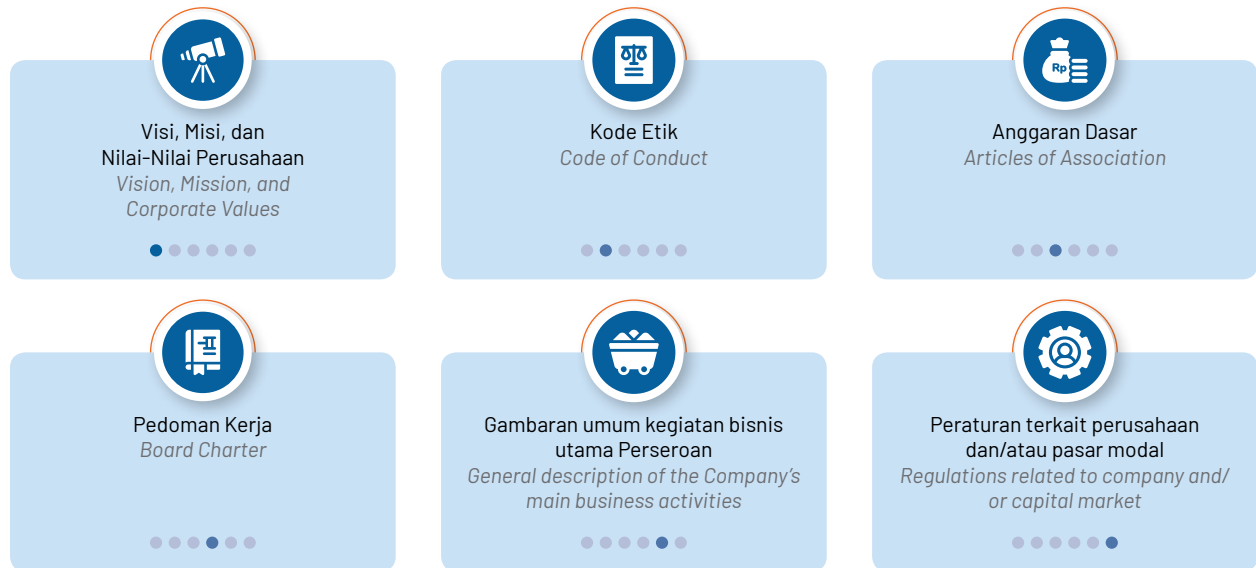 Visi, Misi, dan
Nilai-Nilai Perusahaan
Vision, Mission, and
Corporate Values
Kode Etik
Code of Conduct
Rp
Anggaran Dasar
Articles of Association
Pedoman Kerja
Board Charter
Gambaran umum kegiatan bisnis
utama Perseroan
General description of the Company's
main business activities
Peraturan terkait perusahaan
dan/atau pasar modal
Regulations related to company and/
or capital market